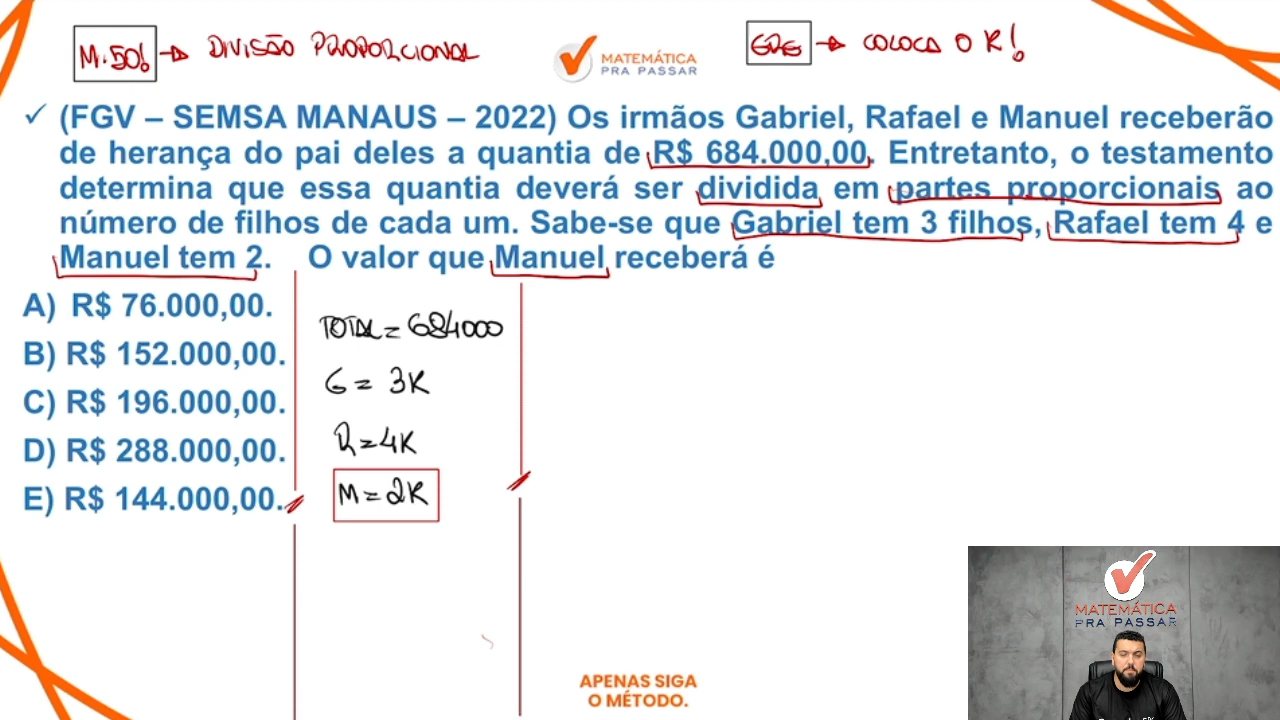 M.50! → DIVISÃO PROPORCIONAL
MATEMÁTICA
PRA PASSAR
→ COLOCA O K!
✓ (FGV – SEMSA MANAUS – 2022) Os irmãos Gabriel, Rafael e Manuel receberão
de herança do pai deles a quantia de R$ 684.000,00. Entretanto, o testamento
determina que essa quantia deverá ser dividida em partes proporcionais ao
número de filhos de cada um. Sabe-se que Gabriel tem 3 filhos, Rafael tem 4 e
Manuel tem 2. O valor que Manuel receberá é
A) R$ 76.000,00.
B) R$ 152.000,00.
C) R$ 196.000,00.
D) R$ 288.000,00.
E) R$ 144.000,00.
TOTAL = 684000
G = 3K
R = 4K
M = 2K
MATEMÁTICA
PRA PASSAR
APENAS SIGA
O MÉTODO.